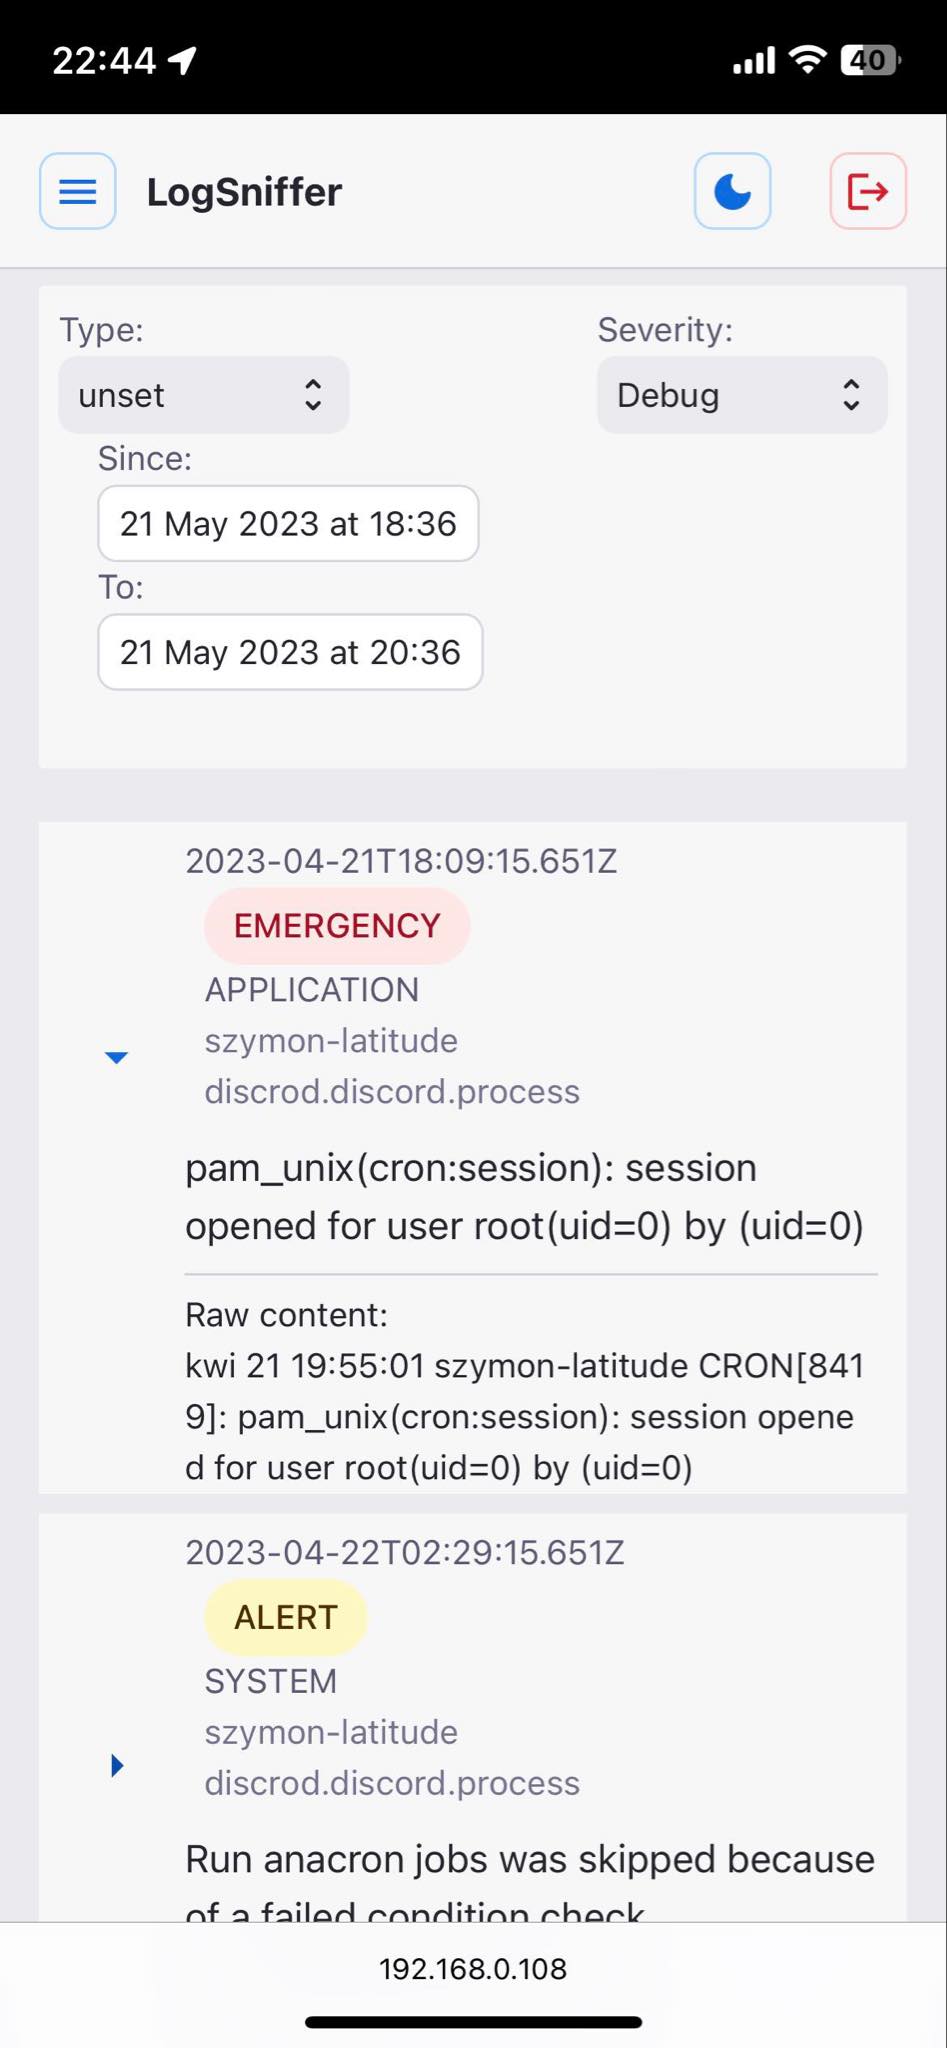 22:44
40
LogSniffer
Type:
Severity:
unset
Debug
Since:
21 May 2023 at 18:36
To:
21 May 2023 at 20:36
2023-04-21T18:09:15.651Z
EMERGENCY
APPLICATION
szymon-latitude
discrod.discord.process
pam_unix(cron:session): session
opened for user root(uid=0) by (uid=0)
Raw content:
kwi 21 19:55:01 szymon-latitude CRON[841
9]: pam_unix(cron:session): session opene
d for user root(uid=0) by (uid=0)
2023-04-22T02:29:15.651Z
ALERT
SYSTEM
szymon-latitude
discrod.discord.process
Run anacron jobs was skipped because
of a failed condition check
192.168.0.108